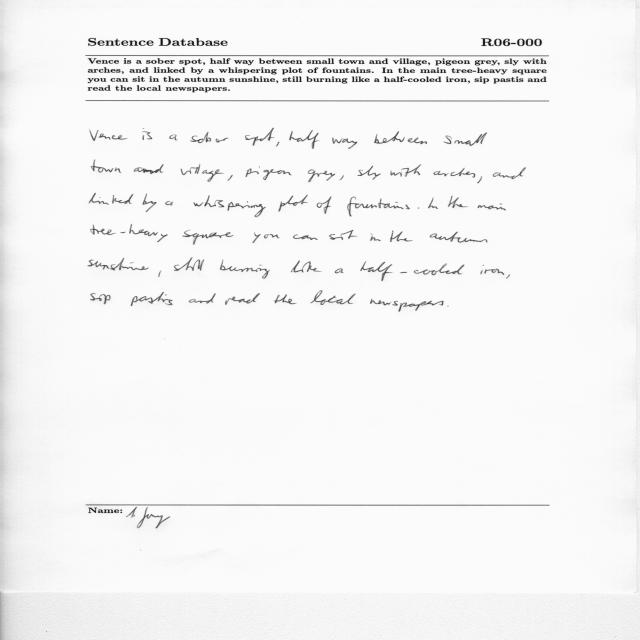 Sentence Database R06-000
Vence is a sober spot, half way between small town and village, pigeon grey, sly with
arches, and linked by a whispering plot of fountains. In the main tree-heavy square
you can sit in the autumn sunshine, still burning like a half-cooled iron, sip pastis and
read the local newspapers.
Vence is a sober spot, half way between small
town and village, pigeon grey, sly with arches, and
linked by a whispering plot of fountains. In the main
tree-heavy square you can sit in the autumn
sunshine, still burning like a half-cooled iron,
sip pastis and read the local newspapers.
Name: